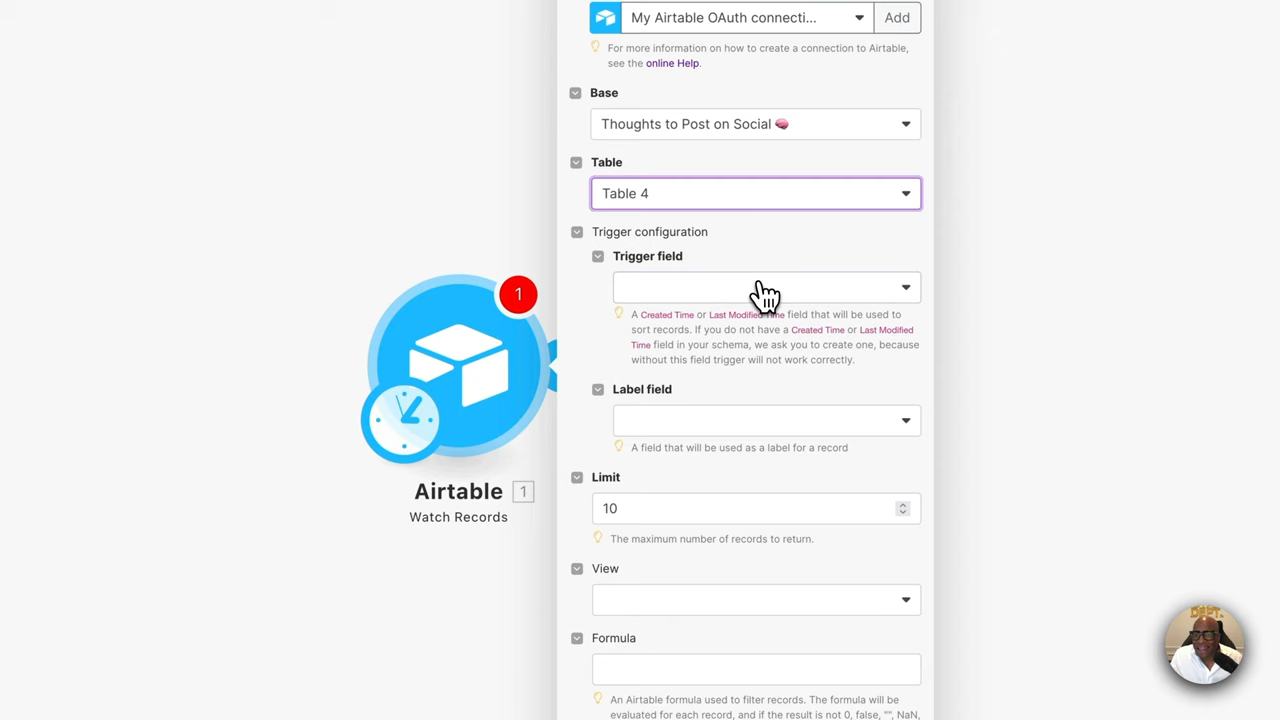 My Airtable OAuth connecti...
Add
For more information on how to create a connection to Airtable,
see the online Help.
Base
Thoughts to Post on Social 🧠
Table
Table 4
Trigger configuration
Trigger field
A Created Time or Last Modified Time field that will be used to
sort records. If you do not have a Created Time or Last Modified
Time field in your schema, we ask you to create one, because
without this field trigger will not work correctly.
Label field
A field that will be used as a label for a record
Limit
10
The maximum number of records to return.
View
Formula
An Airtable formula used to filter records. The formula will be
evaluated for each record, and if the result is not 0, false, "", NaN,
1
Airtable 1
Watch Records
DEPT.